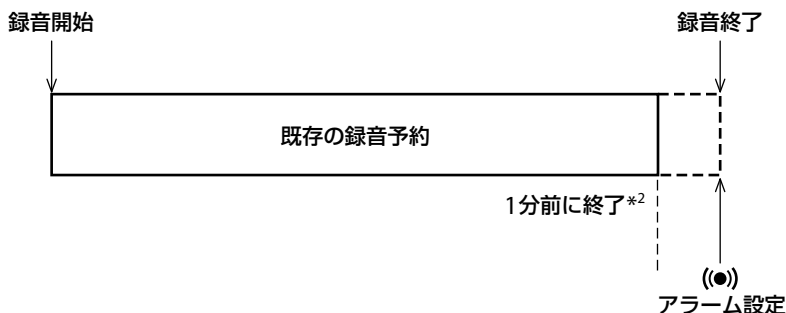 録音開始
録音終了
既存の録音予約
1分前に終了*2
アラーム設定